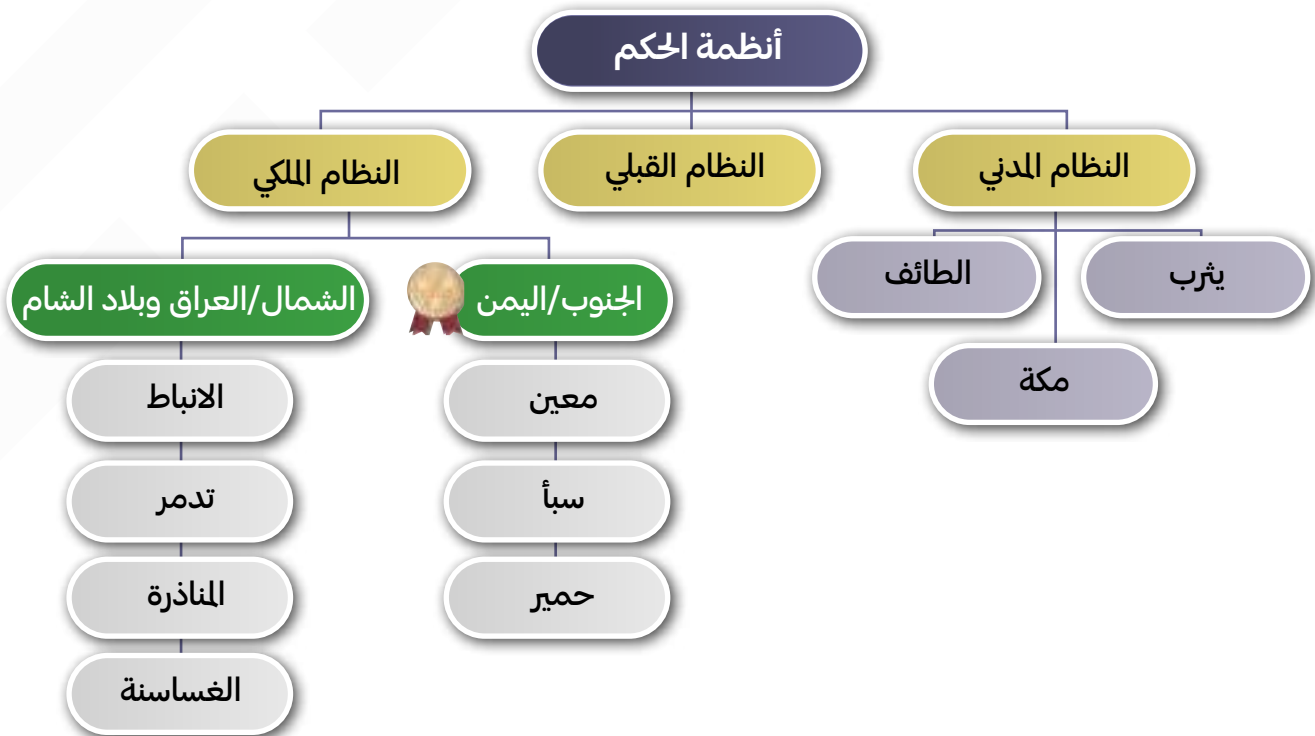 أنظمة الحكم
النظام المدني
النظام القبلي
النظام الملكي
يثرب
الطائف
مكة
الجنوب/اليمن
معين
سبأ
حمير
الشمال/العراق وبلاد الشام
الانباط
تدمر
المناذرة
الغساسنة